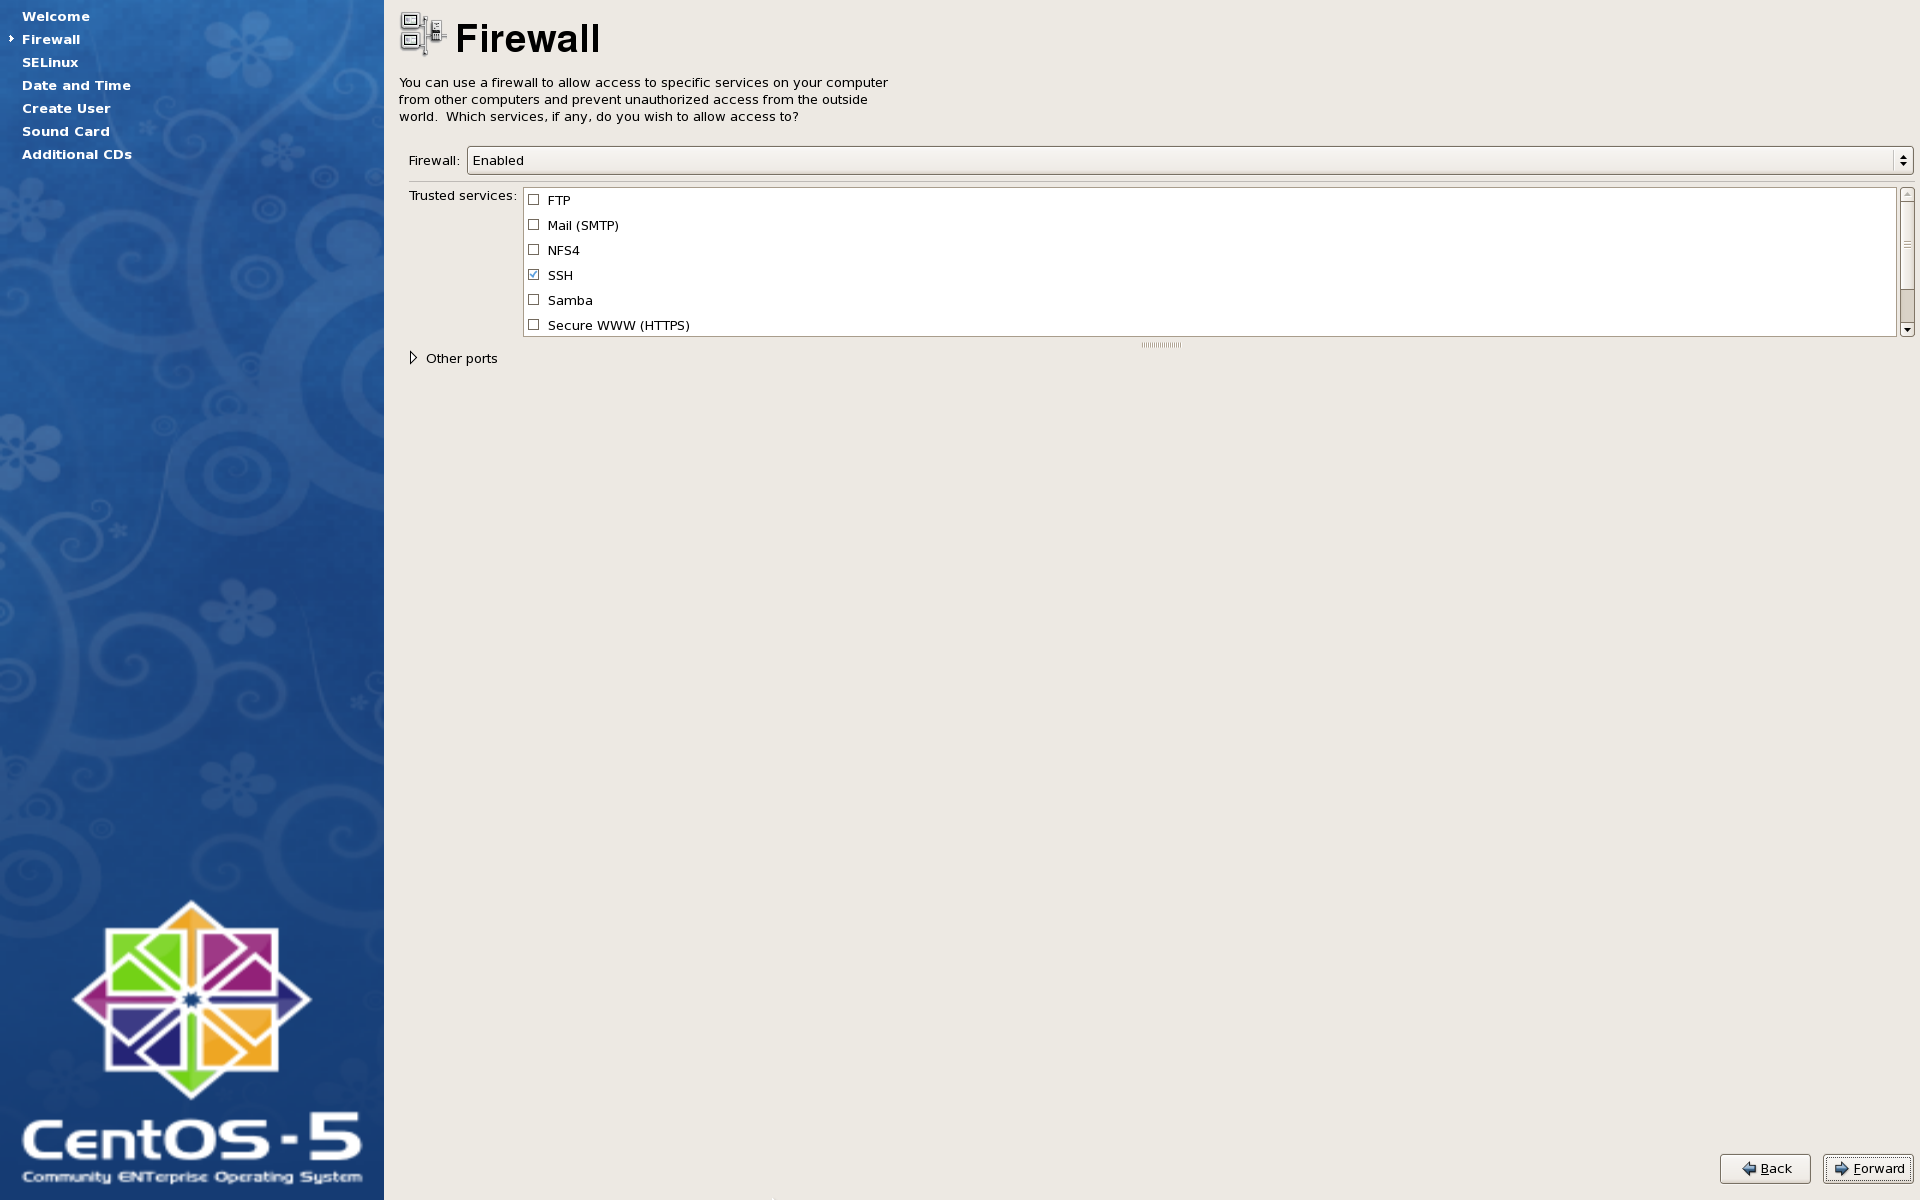 Welcome
Firewall
SELinux
Date and Time
Create User
Sound Card
Additional CDs
CentOS-5
Community ENTerprise Operating System
Firewall
You can use a firewall to allow access to specific services on your computer
from other computers and prevent unauthorized access from the outside
world.  Which services, if any, do you wish to allow access to?
Firewall: Enabled
Trusted services:
FTP
Mail (SMTP)
NFS4
SSH
Samba
Secure WWW (HTTPS)
Other ports
Back
Forward